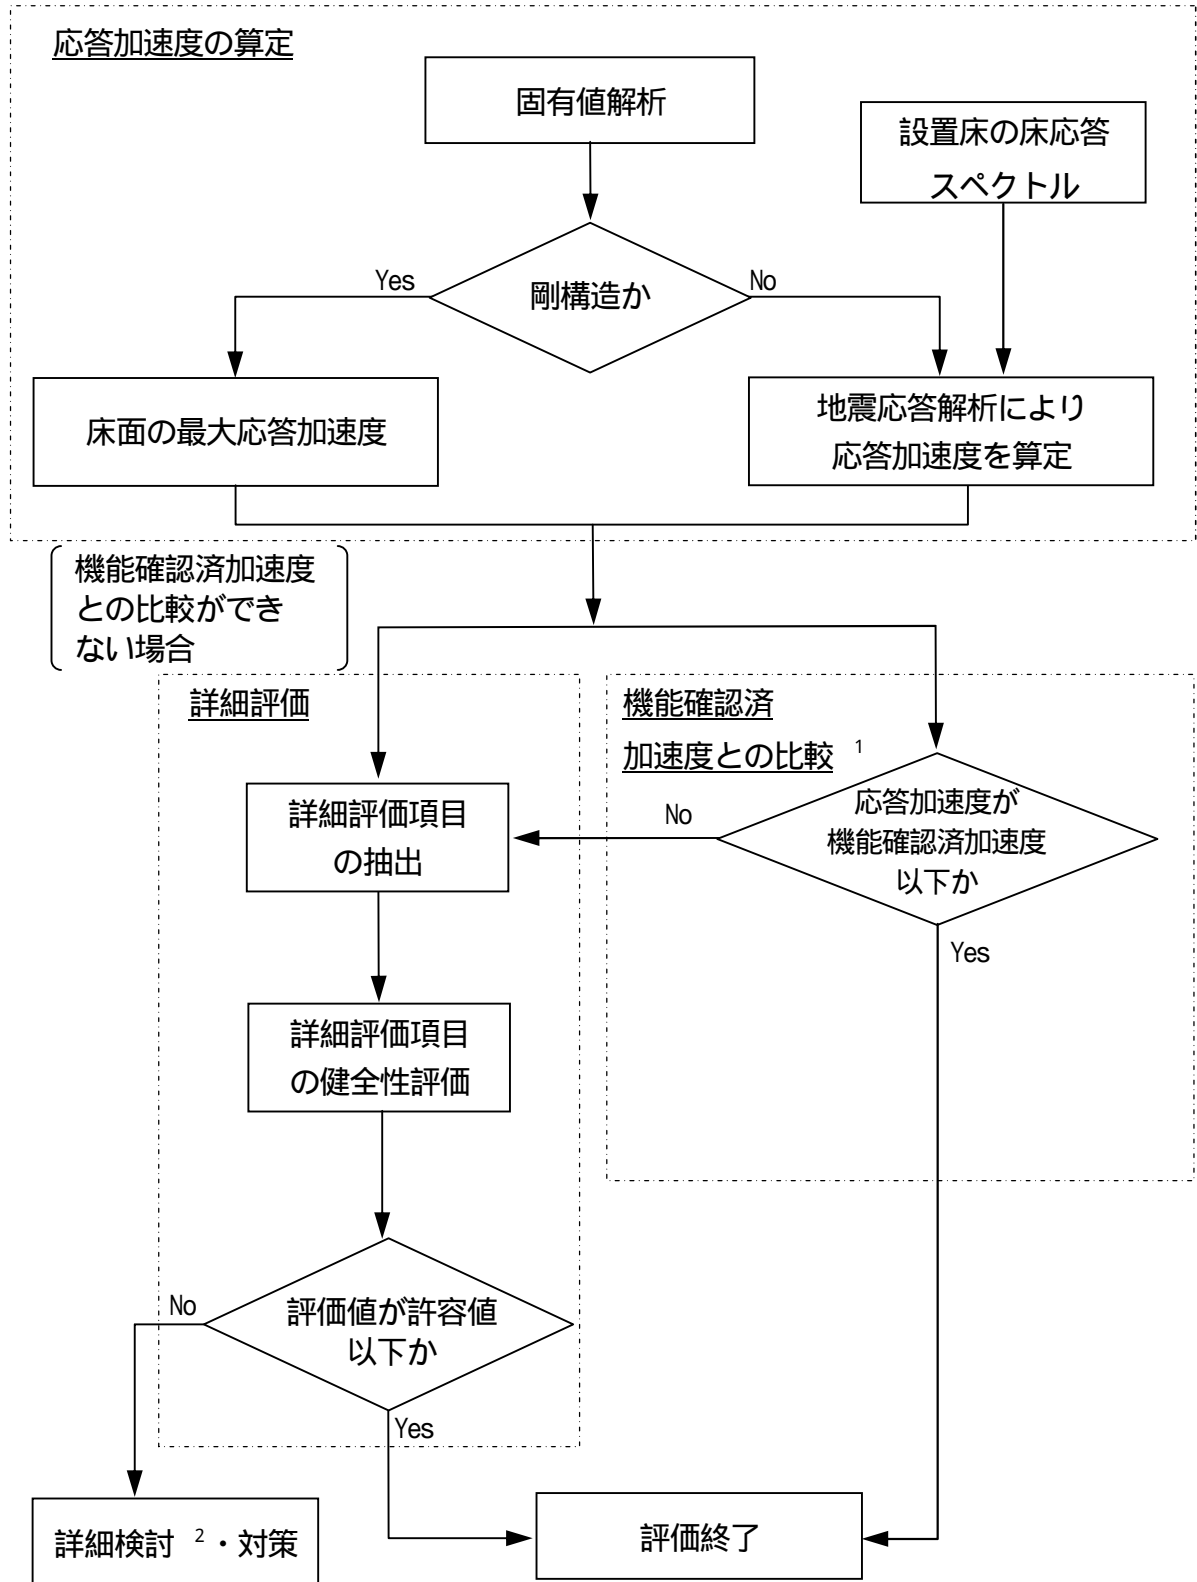 応答加速度の算定
固有値解析
設置床の床応答
スペクトル
Yes
剛構造か
No
床面の最大応答加速度
地震応答解析により
応答加速度を算定
機能確認済加速度
との比較ができ
ない場合
詳細評価
機能確認済
加速度との比較 1
詳細評価項目
の抽出
No
応答加速度が
機能確認済加速度
以下か
Yes
詳細評価項目
の健全性評価
No
評価値が許容値
以下か
Yes
詳細検討 2・対策
評価終了